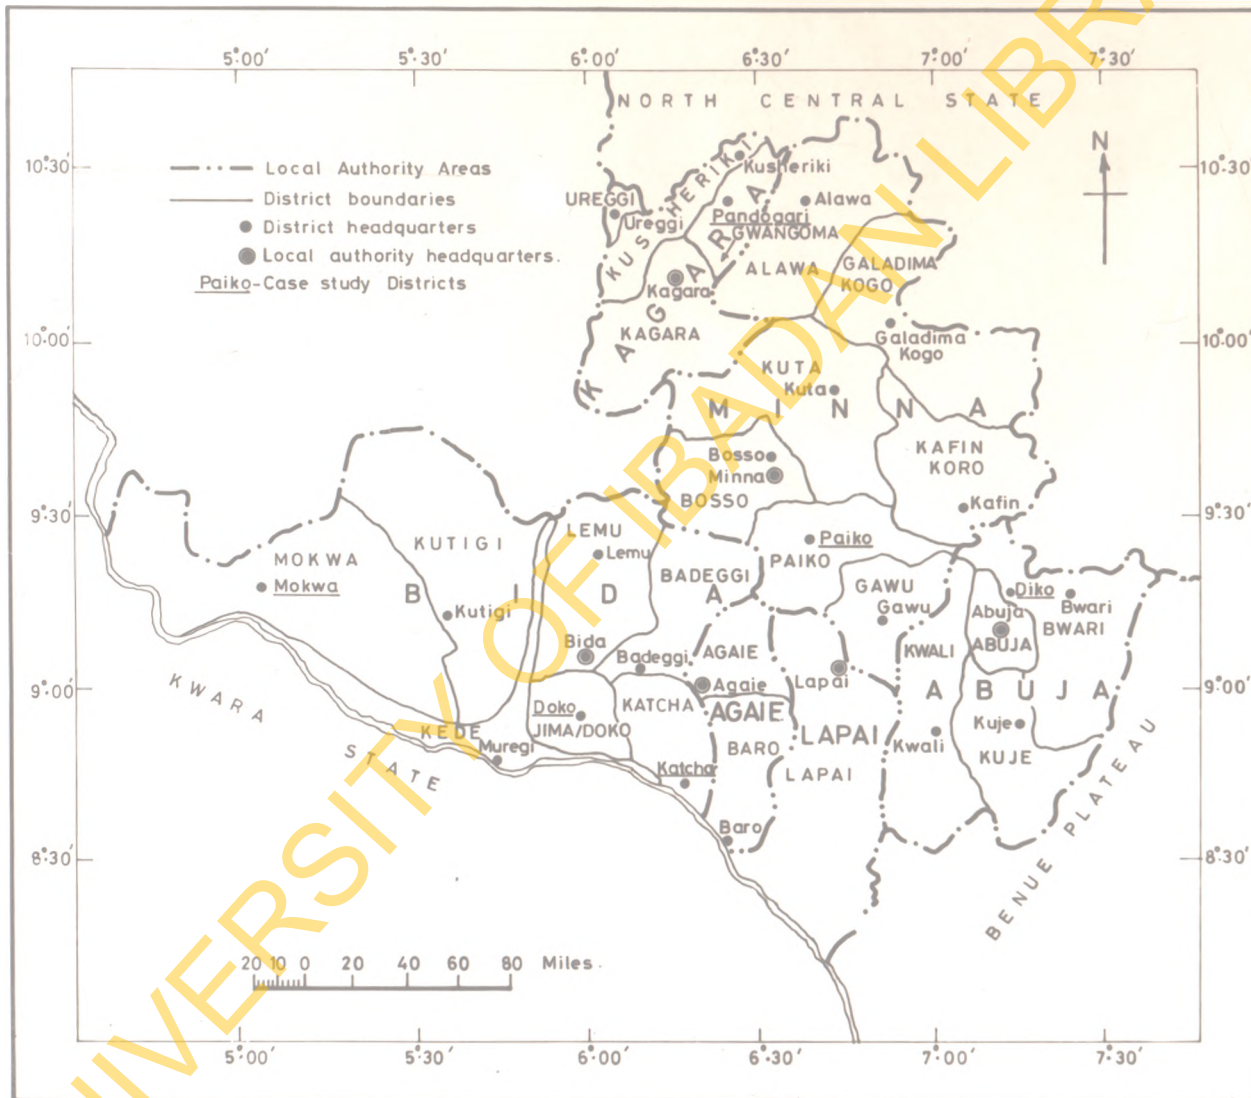 5°00′ 5°30′ 6°00′ 6°30′ 7°00′ 7°30′
NORTH CENTRAL STATE
N
10°30′ 10°30′
Local Authority Areas
District boundaries
District headquarters
Local authority headquarters.
Paiko-Case study Districts
KUSHERIKI
Kusheriki
UREGGI
Ureggi
Pandogari
GWANGOMA
Alawa
ALAWA
GALADIMA
KOGO
Kagara
KAGARA
KAGARA
Galadima
Kogo
10°00′ 10°00′
KUTA
Kuta
MINNA
KAFIN
KORO
Kafin
Bosso
Minna
BOSSO
9°30′ 9°30′
MOKWA
Mokwa
KUTIGI
Kutigi
BIDA
LEMU
Lemu
BADEGGI
PAIKO
Paiko
GAWU
Gawu
Diko
Bwari
BWARI
Abuja
ABUJA
KWALI
Bida
Badeggi
AGAIE
Agaie
Lapai
9°00′ 9°00′
ABUJA
KWARA
STATE
KEDE
Muregi
Doko
JIMA/DOKO
KATCHA
Katcha
AGAIE
BARO
Baro
LAPAI
LAPAI
Kwali
Kuje
KUJE
BENUE PLATEAU
8°30′ 8°30′
20 10 0 20 40 60 80 Miles.
5°00′ 5°30′ 6°00′ 6°30′ 7°00′ 7°30′
UNIVERSITY OF IBADAN LIBRA